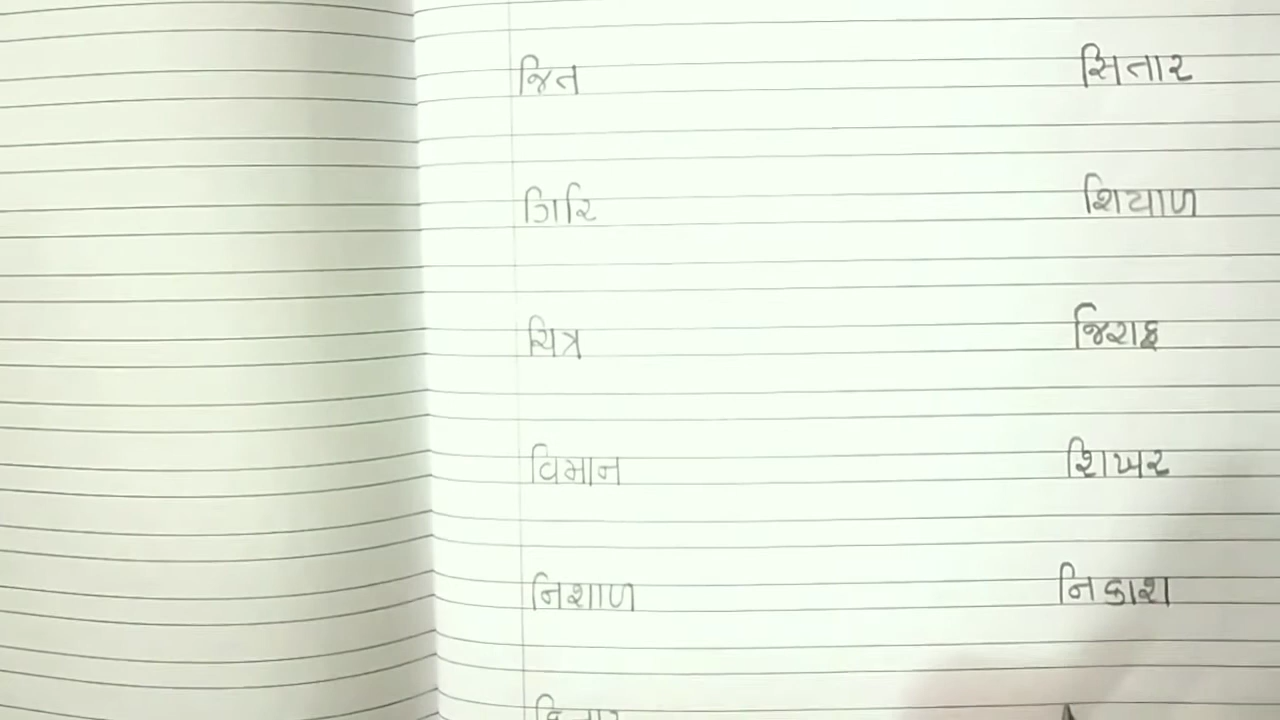 જિત સિતાર
ગિરિ શિયાળ
ચિત્ર જિરાફ
વિમાન શિખર
નિશાળ નિકાશ